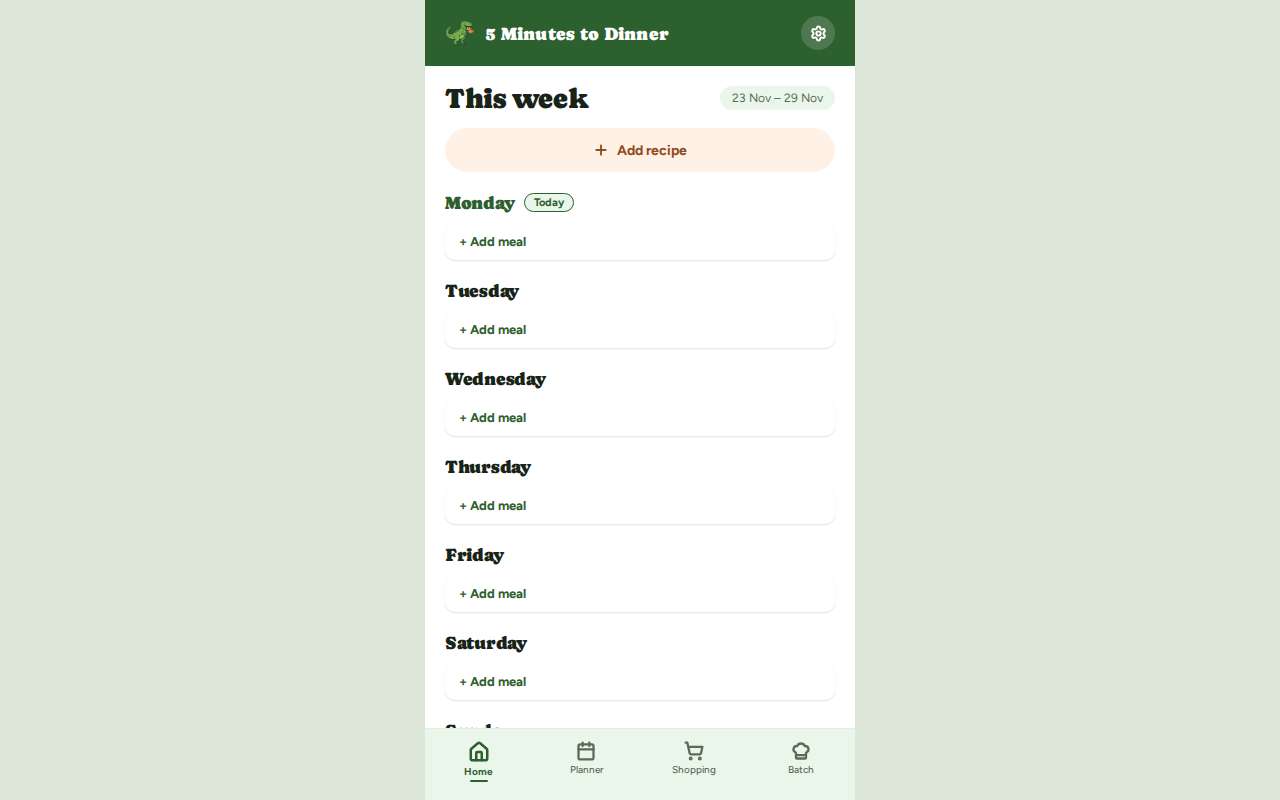 5 Minutes to Dinner
This week
23 Nov – 29 Nov
Add recipe
Monday Today
+ Add meal
Tuesday
+ Add meal
Wednesday
+ Add meal
Thursday
+ Add meal
Friday
+ Add meal
Saturday
+ Add meal
Home Planner Shopping Batch